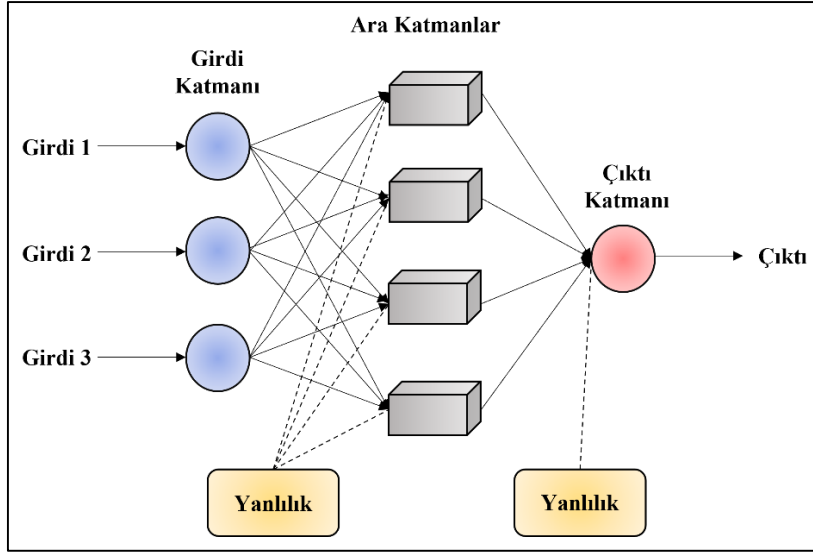 Ara Katmanlar
Girdi
Katmanı
Girdi 1
Girdi 2
Girdi 3
Çıktı
Katmanı
Çıktı
Yanlılık
Yanlılık